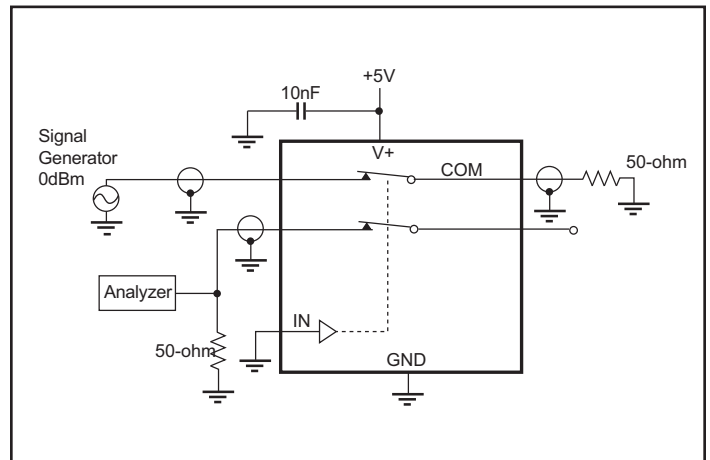 +5V
10nF
Signal
Generator
0dBm
V+
COM
50-ohm
Analyzer
IN
50-ohm
GND